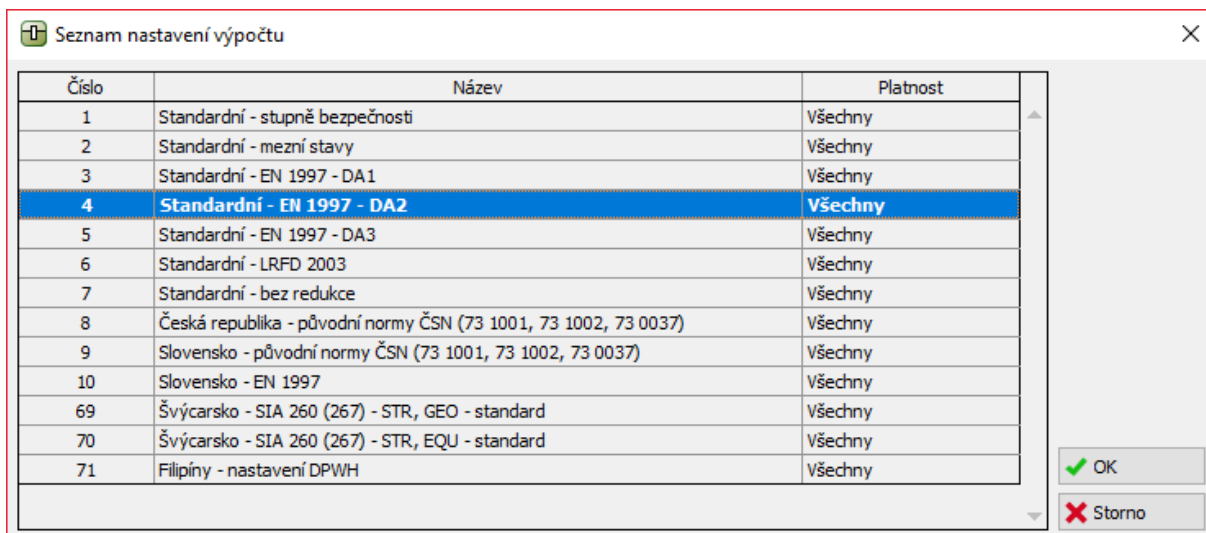 Seznam nastavení výpočtu
Číslo Název Platnost
1 Standardní - stupně bezpečnosti Všechny
2 Standardní - mezní stavy Všechny
3 Standardní - EN 1997 - DA1 Všechny
4 Standardní - EN 1997 - DA2 Všechny
5 Standardní - EN 1997 - DA3 Všechny
6 Standardní - LRFD 2003 Všechny
7 Standardní - bez redukce Všechny
8 Česká republika - původní normy ČSN (73 1001, 73 1002, 73 0037) Všechny
9 Slovensko - původní normy ČSN (73 1001, 73 1002, 73 0037) Všechny
10 Slovensko - EN 1997 Všechny
69 Švýcarsko - SIA 260 (267) - STR, GEO - standard Všechny
70 Švýcarsko - SIA 260 (267) - STR, EQU - standard Všechny
71 Filipíny - nastavení DPWH Všechny
OK
Storno